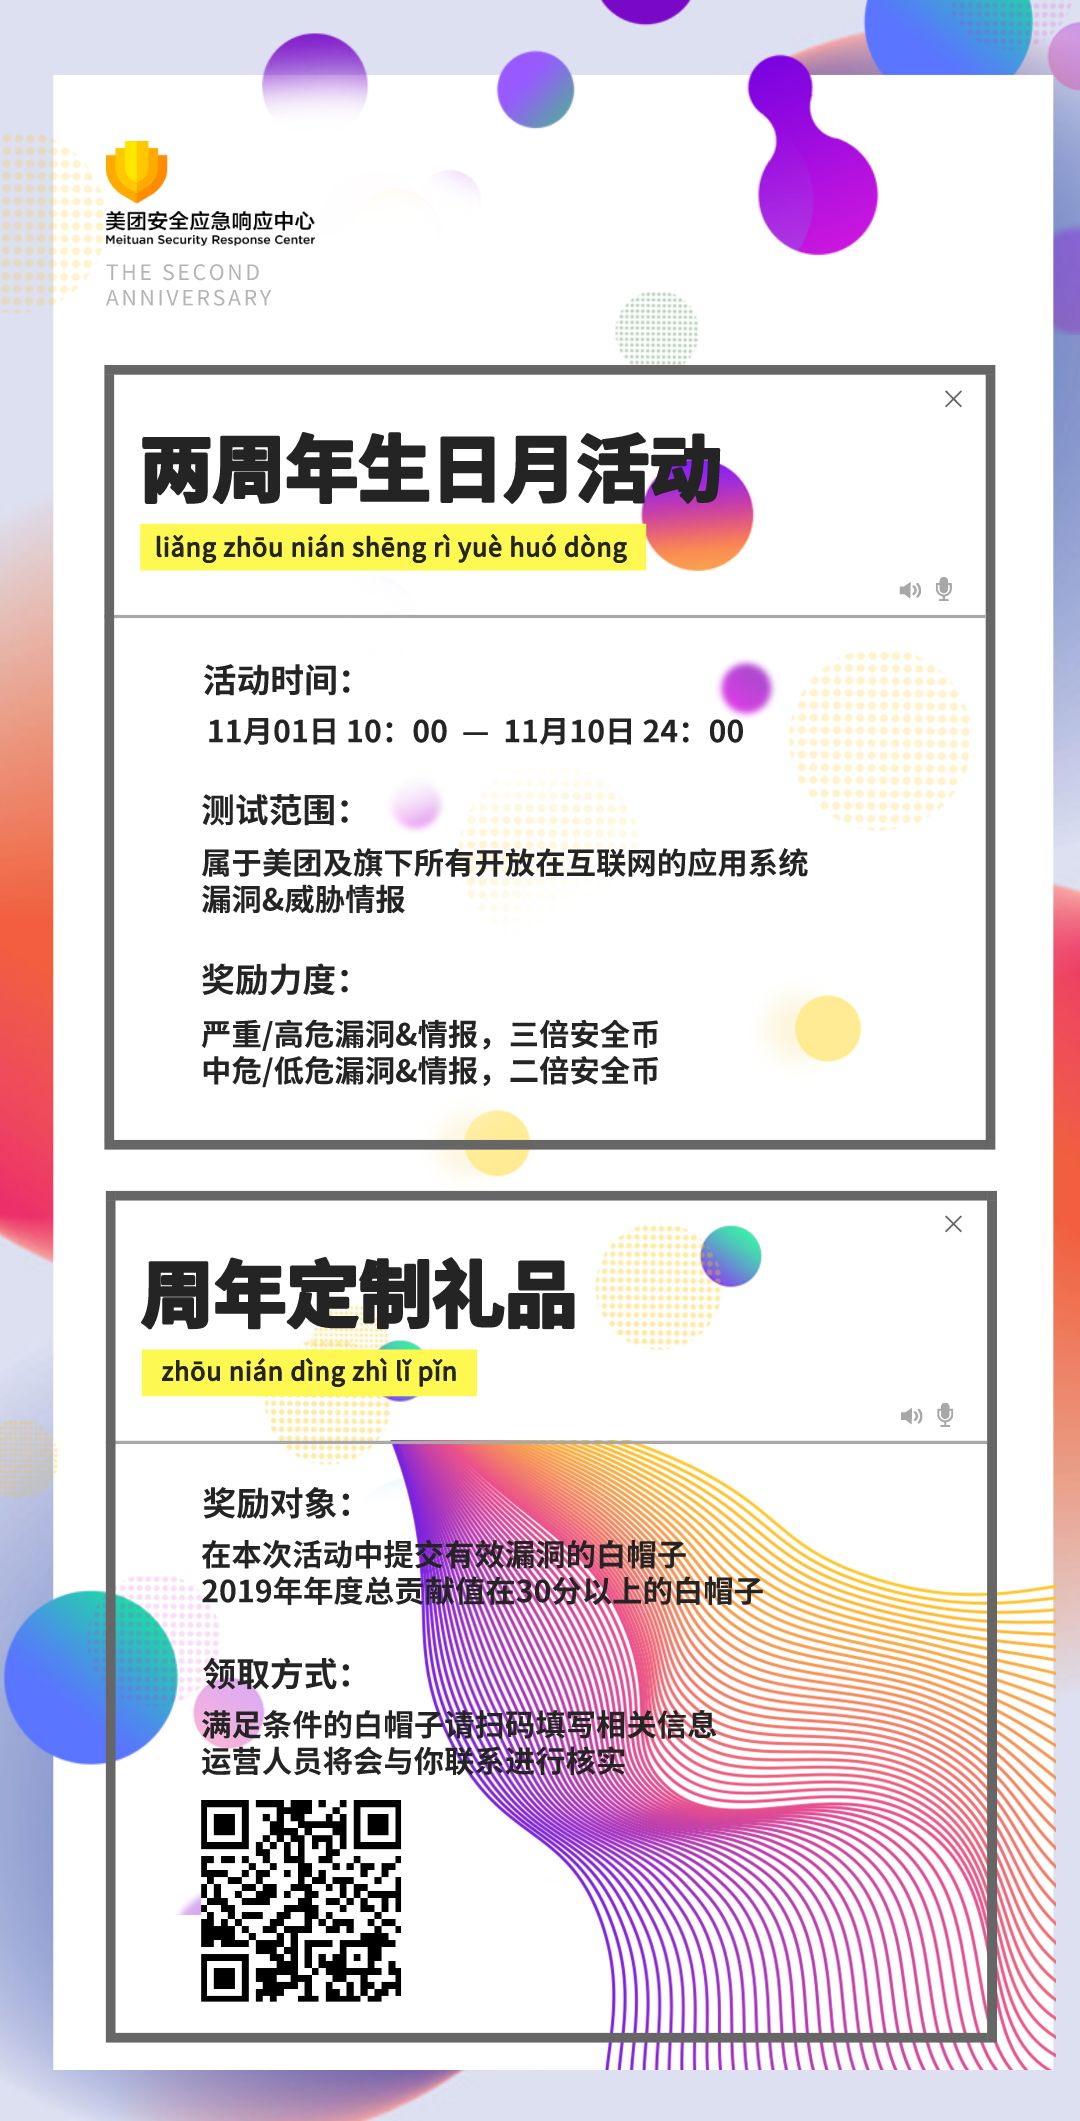 美团安全应急响应中心
Meituan Security Response Center
THE SECOND
ANNIVERSARY
两周年生日月活动
liǎng zhōu nián shēng rì yuè huó dòng
活动时间：
11月01日 10：00 — 11月10日 24：00
测试范围：
属于美团及旗下所有开放在互联网的应用系统
漏洞&威胁情报
奖励力度：
严重/高危漏洞&情报，三倍安全币
中危/低危漏洞&情报，二倍安全币
周年定制礼品
zhōu nián dìng zhì lǐ pǐn
奖励对象：
在本次活动中提交有效漏洞的白帽子
2019年年度总贡献值在30分以上的白帽子
领取方式：
满足条件的白帽子请扫码填写相关信息
运营人员将会与你联系进行核实